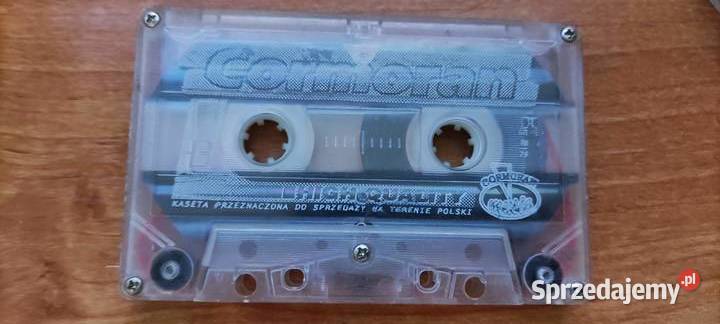 Cormoran
HIGH QUALITY
CORMORAN
KASETA PRZEZNACZONA DO SPRZEDAŻY NA TERENIE POLSKI
Sprzedajemy.pl